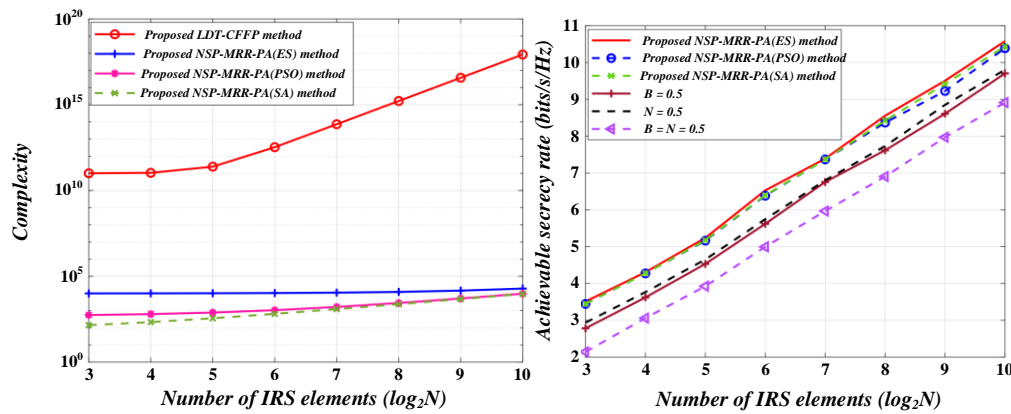 10^20
10^15
10^10
10^5
10^0
Complexity
Proposed LDT-CFFP method
Proposed NSP-MRR-PA(ES) method
Proposed NSP-MRR-PA(PSO) method
Proposed NSP-MRR-PA(SA) method
3 4 5 6 7 8 9 10
Number of IRS elements (log₂N)
11
10
9
8
7
6
5
4
3
2
Achievable secrecy rate (bits/s/Hz)
Proposed NSP-MRR-PA(ES) method
Proposed NSP-MRR-PA(PSO) method
Proposed NSP-MRR-PA(SA) method
B = 0.5
N = 0.5
B = N = 0.5
3 4 5 6 7 8 9 10
Number of IRS elements (log₂N)